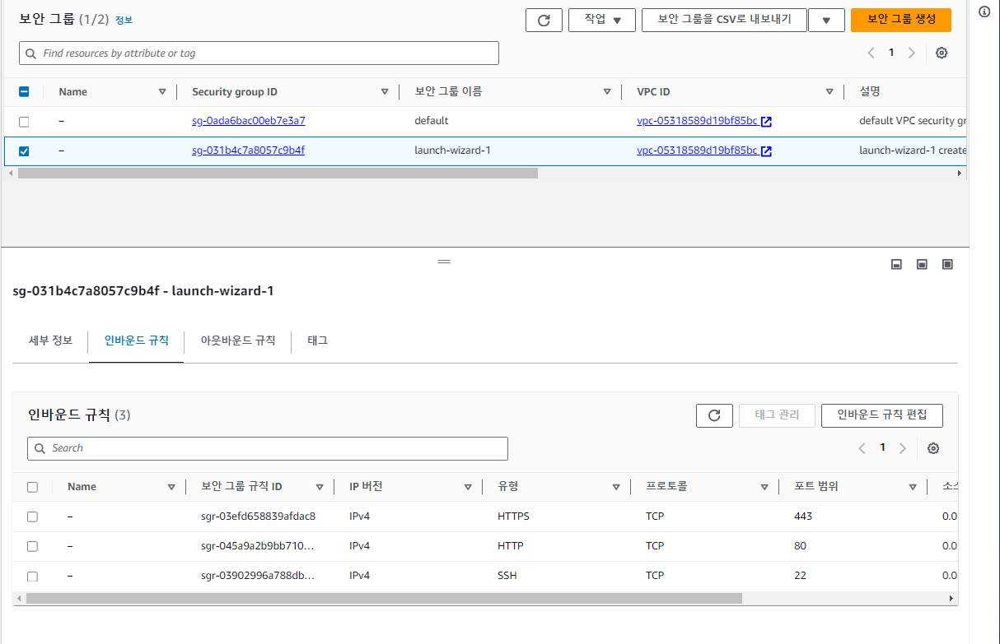 보안 그룹 (1/2) 정보
작업
보안 그룹을 CSV로 내보내기
보안 그룹 생성
Find resources by attribute or tag
1
Name Security group ID 보안 그룹 이름 VPC ID 설명
– sg-0ada6bac00eb7e3a7 default vpc-05318589d19bf85bc default VPC security gr
– sg-031b4c7a8057c9b4f launch-wizard-1 vpc-05318589d19bf85bc launch-wizard-1 create
sg-031b4c7a8057c9b4f - launch-wizard-1
세부 정보 인바운드 규칙 아웃바운드 규칙 태그
인바운드 규칙 (3)
태그 관리
인바운드 규칙 편집
Search
1
Name 보안 그룹 규칙 ID IP 버전 유형 프로토콜 포트 범위 소스
– sgr-03efd658839afdac8 IPv4 HTTPS TCP 443 0.0
– sgr-045a9a2b9bb710... IPv4 HTTP TCP 80 0.0
– sgr-03902996a788db... IPv4 SSH TCP 22 0.0